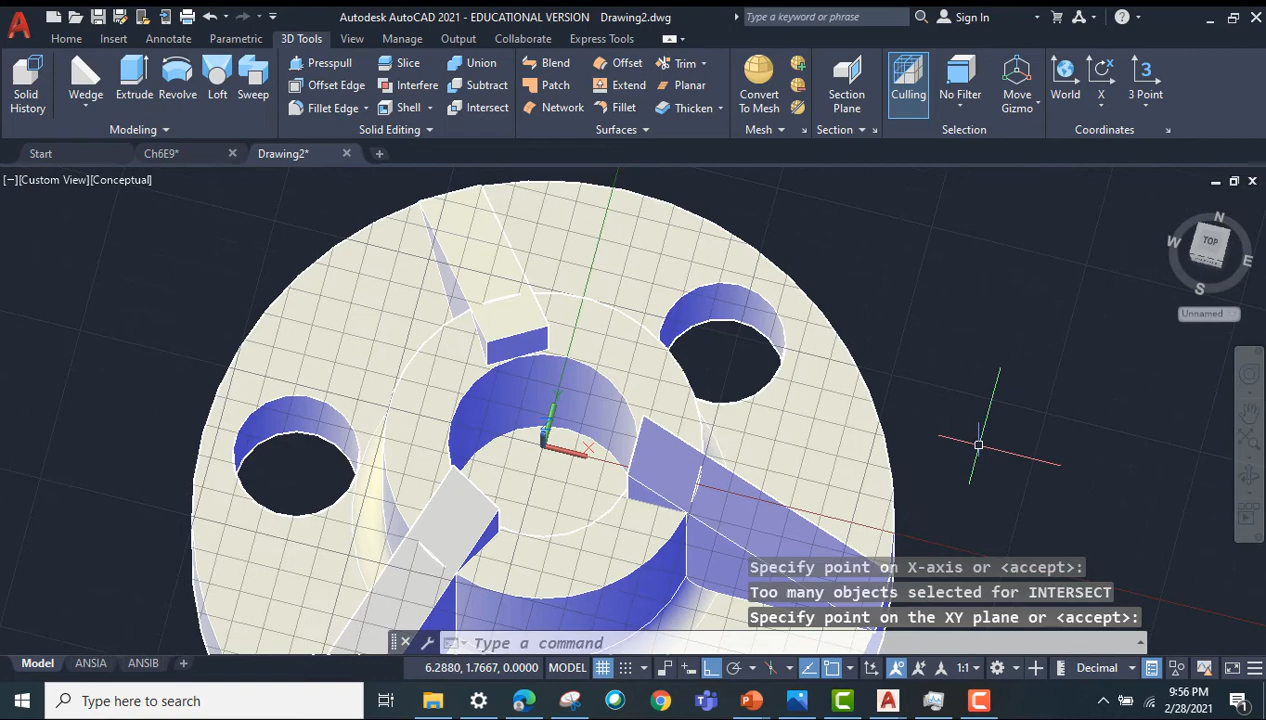 Autodesk AutoCAD 2021 - EDUCATIONAL VERSION Drawing2.dwg
Type a keyword or phrase
Sign In
Home Insert Annotate Parametric 3D Tools View Manage Output Collaborate Express Tools
Presspull Slice Union Blend Offset Trim
Offset Edge Interfere Subtract Patch Extend Planar
Fillet Edge Shell Intersect Network Fillet Thicken
Solid History
Wedge Extrude Revolve Loft Sweep
Convert To Mesh
Section Plane
Culling No Filter Move Gizmo
World X 3 Point
Modeling Solid Editing Surfaces Mesh Section Selection Coordinates
Start Ch6E9* Drawing2*
[−][Custom View][Conceptual]
N
W TOP E
S
Unnamed
X
Specify point on X-axis or <accept>:
Too many objects selected for INTERSECT
Specify point on the XY plane or <accept>:
Type a command
Model ANSIA ANSIB
6.2880, 1.7667, 0.0000 MODEL 1:1 Decimal
Type here to search
9:56 PM
2/28/2021